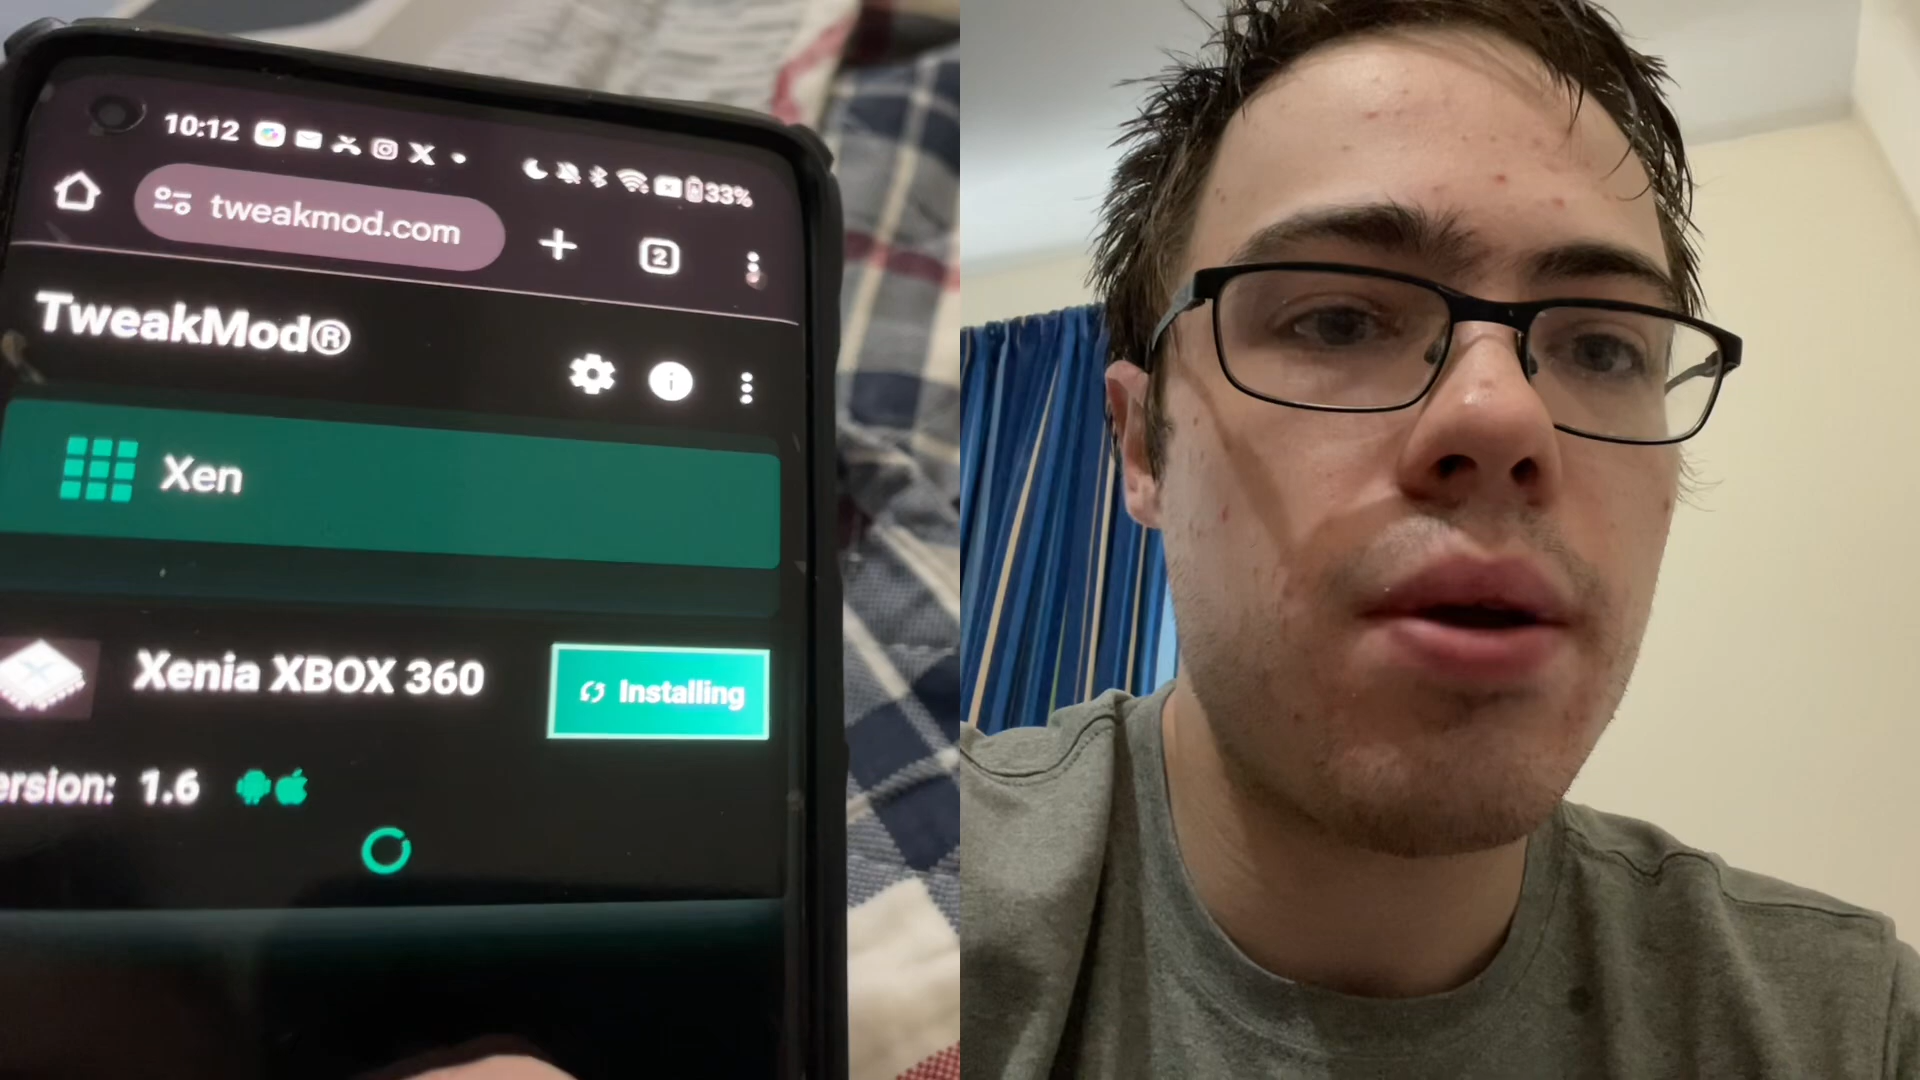 10:12 33%
tweakmod.com 2
TweakMod®
Xen
Xenia XBOX 360
Installing
ersion: 1.6